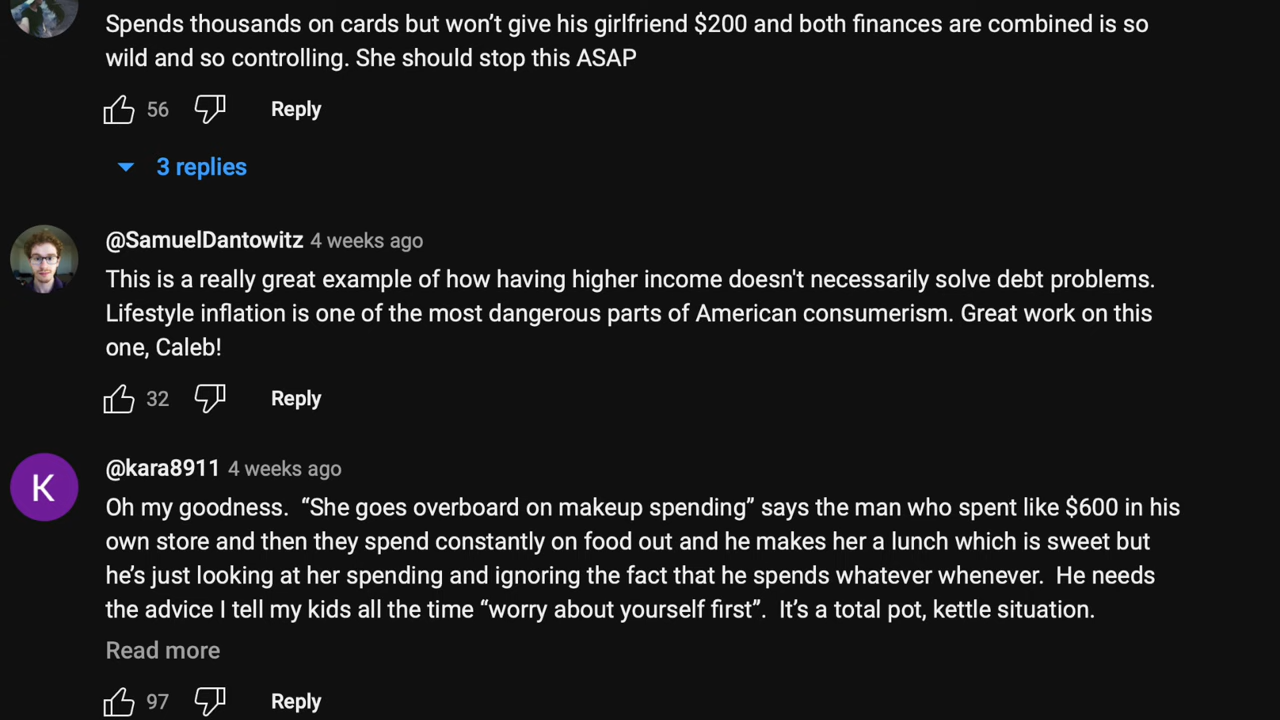 Spends thousands on cards but won’t give his girlfriend $200 and both finances are combined is so
wild and so controlling. She should stop this ASAP
56 Reply
3 replies
@SamuelDantowitz 4 weeks ago
This is a really great example of how having higher income doesn't necessarily solve debt problems.
Lifestyle inflation is one of the most dangerous parts of American consumerism. Great work on this
one, Caleb!
32 Reply
K
@kara8911 4 weeks ago
Oh my goodness.  “She goes overboard on makeup spending” says the man who spent like $600 in his
own store and then they spend constantly on food out and he makes her a lunch which is sweet but
he’s just looking at her spending and ignoring the fact that he spends whatever whenever.  He needs
the advice I tell my kids all the time “worry about yourself first”.  It’s a total pot, kettle situation.
Read more
97 Reply